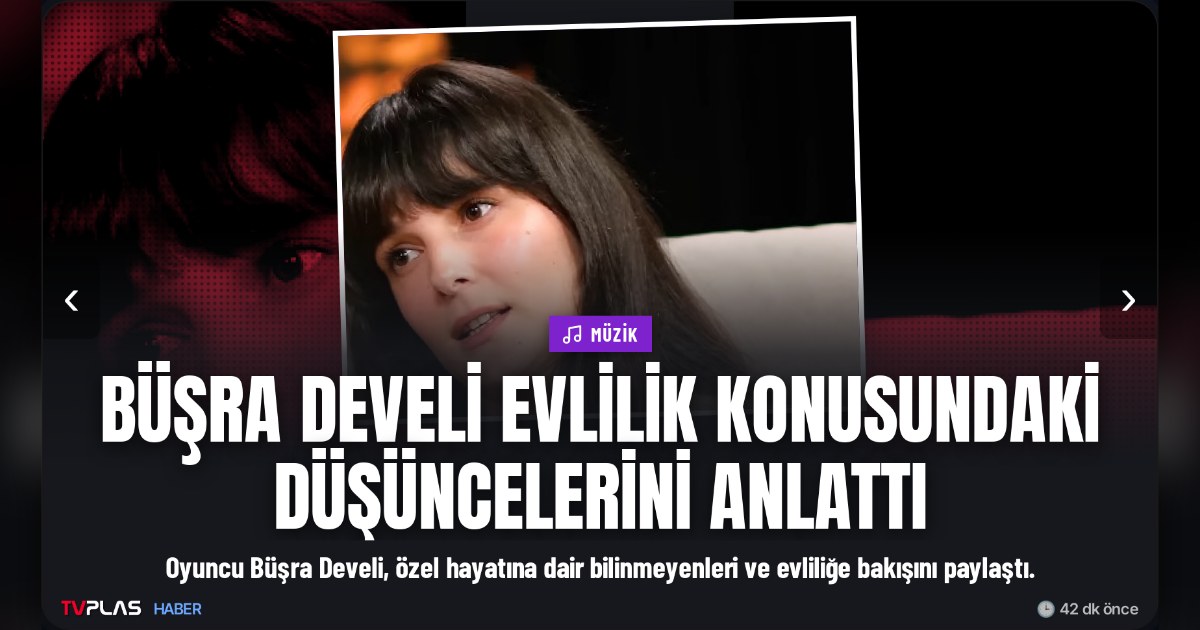 MÜZİK
BÜŞRA DEVELİ EVLİLİK KONUSUNDAKİ
DÜŞÜNCELERİNİ ANLATTI
Oyuncu Büşra Develi, özel hayatına dair bilinmeyenleri ve evliliğe bakışını paylaştı.
TVPLAS HABER
42 dk önce